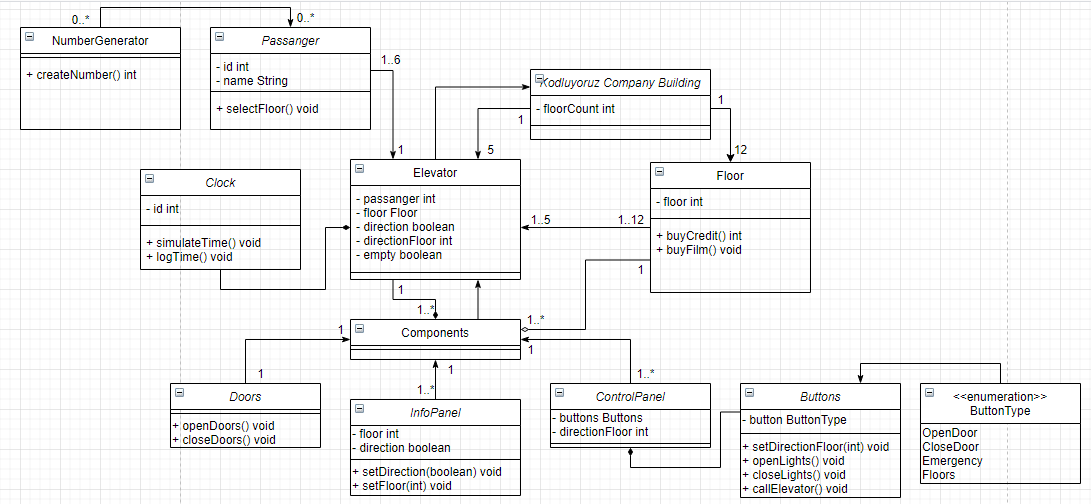 0..*
0..*
NumberGenerator
+ createNumber() int
Passanger
- id int
- name String
+ selectFloor() void
1..6
1
Kodluyoruz Company Building
- floorCount int
1
5
1
12
Clock
- id int
+ simulateTime() void
+ logTime() void
Elevator
- passanger int
- floor Floor
- direction boolean
- directionFloor int
- empty boolean
Floor
- floor int
+ buyCredit() int
+ buyFilm() void
1..5
1..12
1
1
1..*
1..*
Components
1
1
1
1
1..*
1..*
Doors
+ openDoors() void
+ closeDoors() void
InfoPanel
- floor int
- direction boolean
+ setDirection(boolean) void
+ setFloor(int) void
ControlPanel
- buttons Buttons
- directionFloor int
Buttons
- button ButtonType
+ setDirectionFloor(int) void
+ openLights() void
+ closeLights() void
+ callElevator() void
<<enumeration>>
ButtonType
OpenDoor
CloseDoor
Emergency
Floors